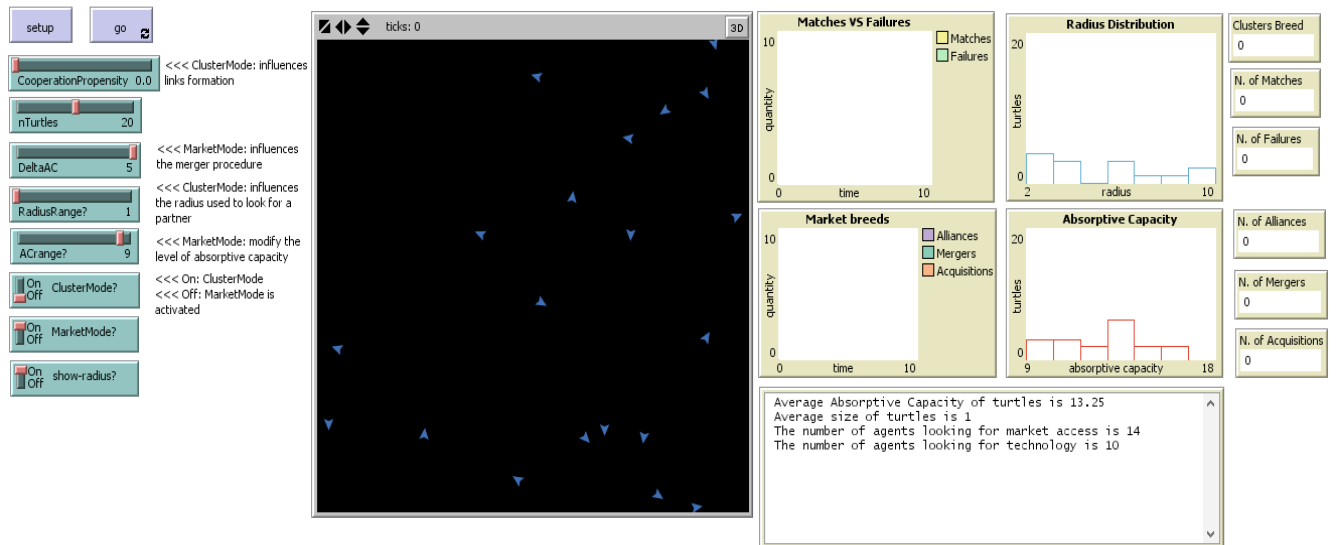 setup
go
CooperationPropensity 0.0
<<< ClusterMode: influences
links formation
nTurtles 20
DeltaAC 5
<<< MarketMode: influences
the merger procedure
RadiusRange? 1
<<< ClusterMode: influences
the radius used to look for a
partner
ACrange? 9
<<< MarketMode: modify the
level of absorptive capacity
On
Off
ClusterMode?
<<< On: ClusterMode
<<< Off: MarketMode is
activated
On
Off
MarketMode?
On
Off
show-radius?
ticks: 0
3D
Matches VS Failures
10
quantity
0
0
time
10
Matches
Failures
Radius Distribution
20
turtles
0
2
radius
10
Clusters Breed
0
N. of Matches
0
N. of Failures
0
Market breeds
10
quantity
0
0
time
10
Alliances
Mergers
Acquisitions
Absorptive Capacity
20
turtles
0
9
absorptive capacity
18
N. of Alliances
0
N. of Mergers
0
N. of Acquisitions
0
Average Absorptive Capacity of turtles is 13.25
Average size of turtles is 1
The number of agents looking for market access is 14
The number of agents looking for technology is 10